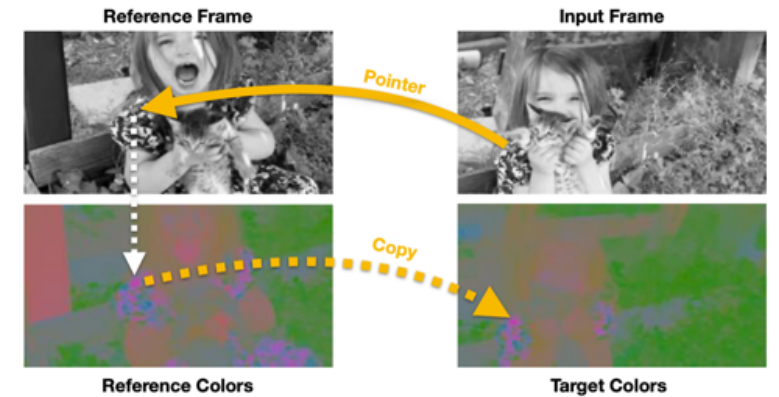 Reference Frame
Input Frame
Pointer
Copy
Reference Colors
Target Colors